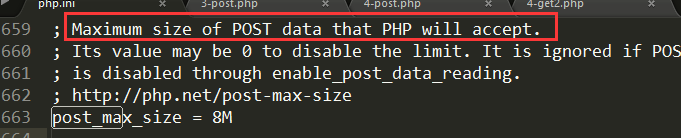 php.ini 3-post.php 4-post.php 4-get2.php
659 ; Maximum size of POST data that PHP will accept.
660 ; Its value may be 0 to disable the limit. It is ignored if POS
661 ; is disabled through enable_post_data_reading.
662 ; http://php.net/post-max-size
663 post_max_size = 8M